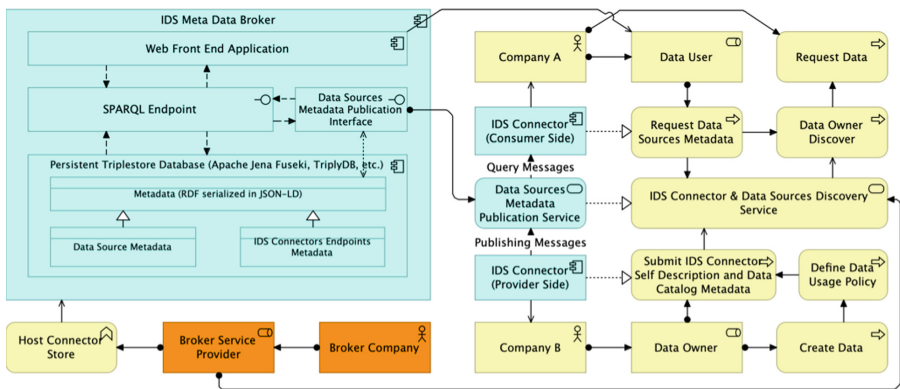 IDS Meta Data Broker
Web Front End Application
SPARQL Endpoint
Data Sources
Metadata Publication
Interface
Persistent Triplestore Database (Apache Jena Fuseki, TriplyDB, etc.)
Metadata (RDF serialized in JSON-LD)
Data Source Metadata
IDS Connectors Endpoints
Metadata
Host Connector
Store
Broker Service
Provider
Broker Company
Company A
Data User
Request Data
IDS Connector
(Consumer Side)
Request Data
Sources Metadata
Data Owner
Discover
Query Messages
Data Sources
Metadata
Publication Service
IDS Connector & Data Sources Discovery
Service
Publishing Messages
IDS Connector
(Provider Side)
Submit IDS Connector
Self Description and Data
Catalog Metadata
Define Data
Usage Policy
Company B
Data Owner
Create Data